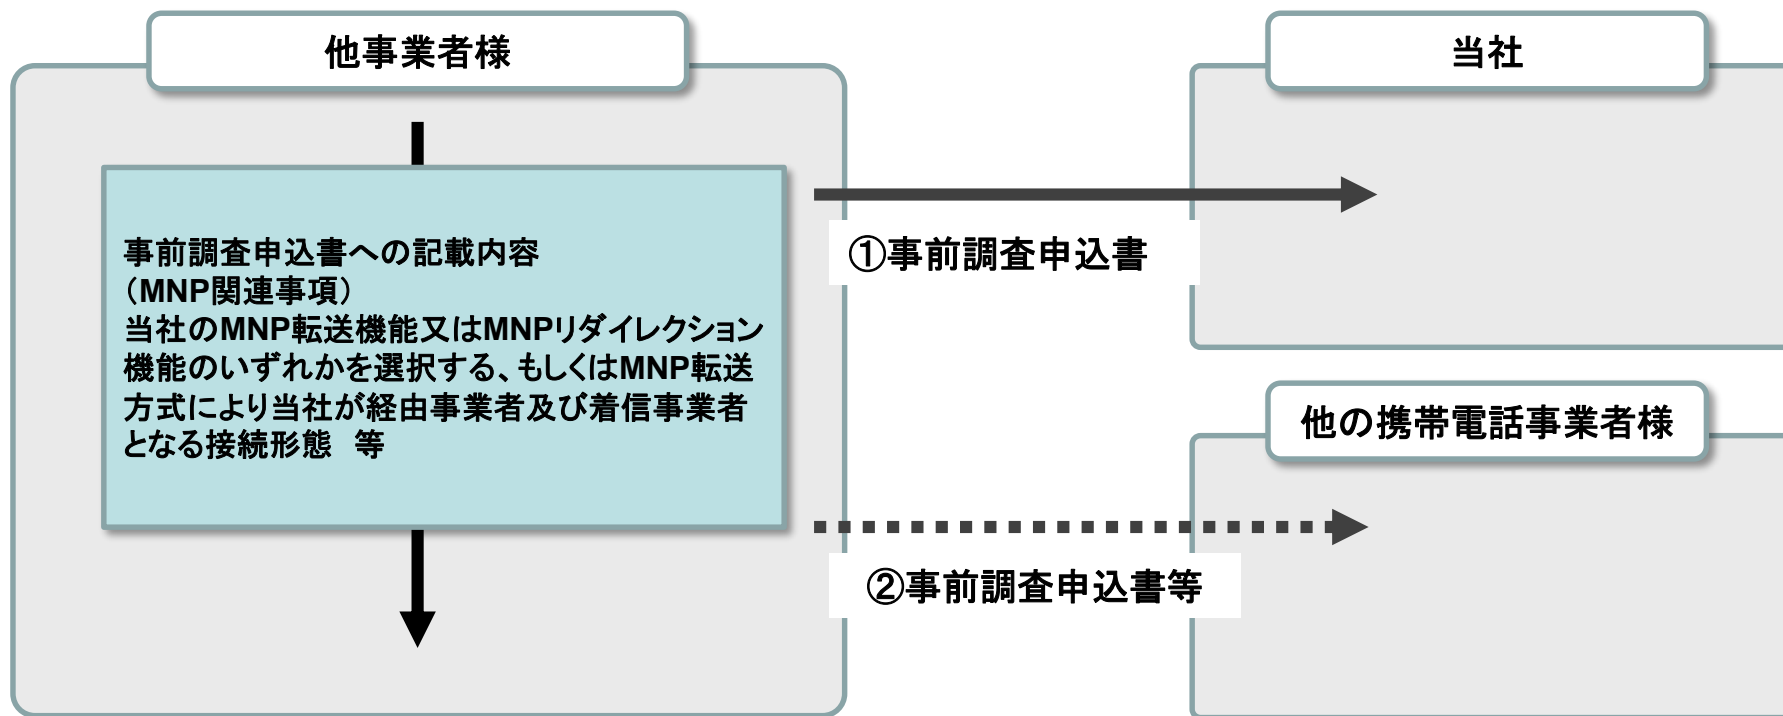 他事業者様
当社
事前調査申込書への記載内容
（MNP関連事項）
当社のMNP転送機能又はMNPリダイレクション
機能のいずれかを選択する、もしくはMNP転送
方式により当社が経由事業者及び着信事業者
となる接続形態　等
①事前調査申込書
他の携帯電話事業者様
②事前調査申込書等